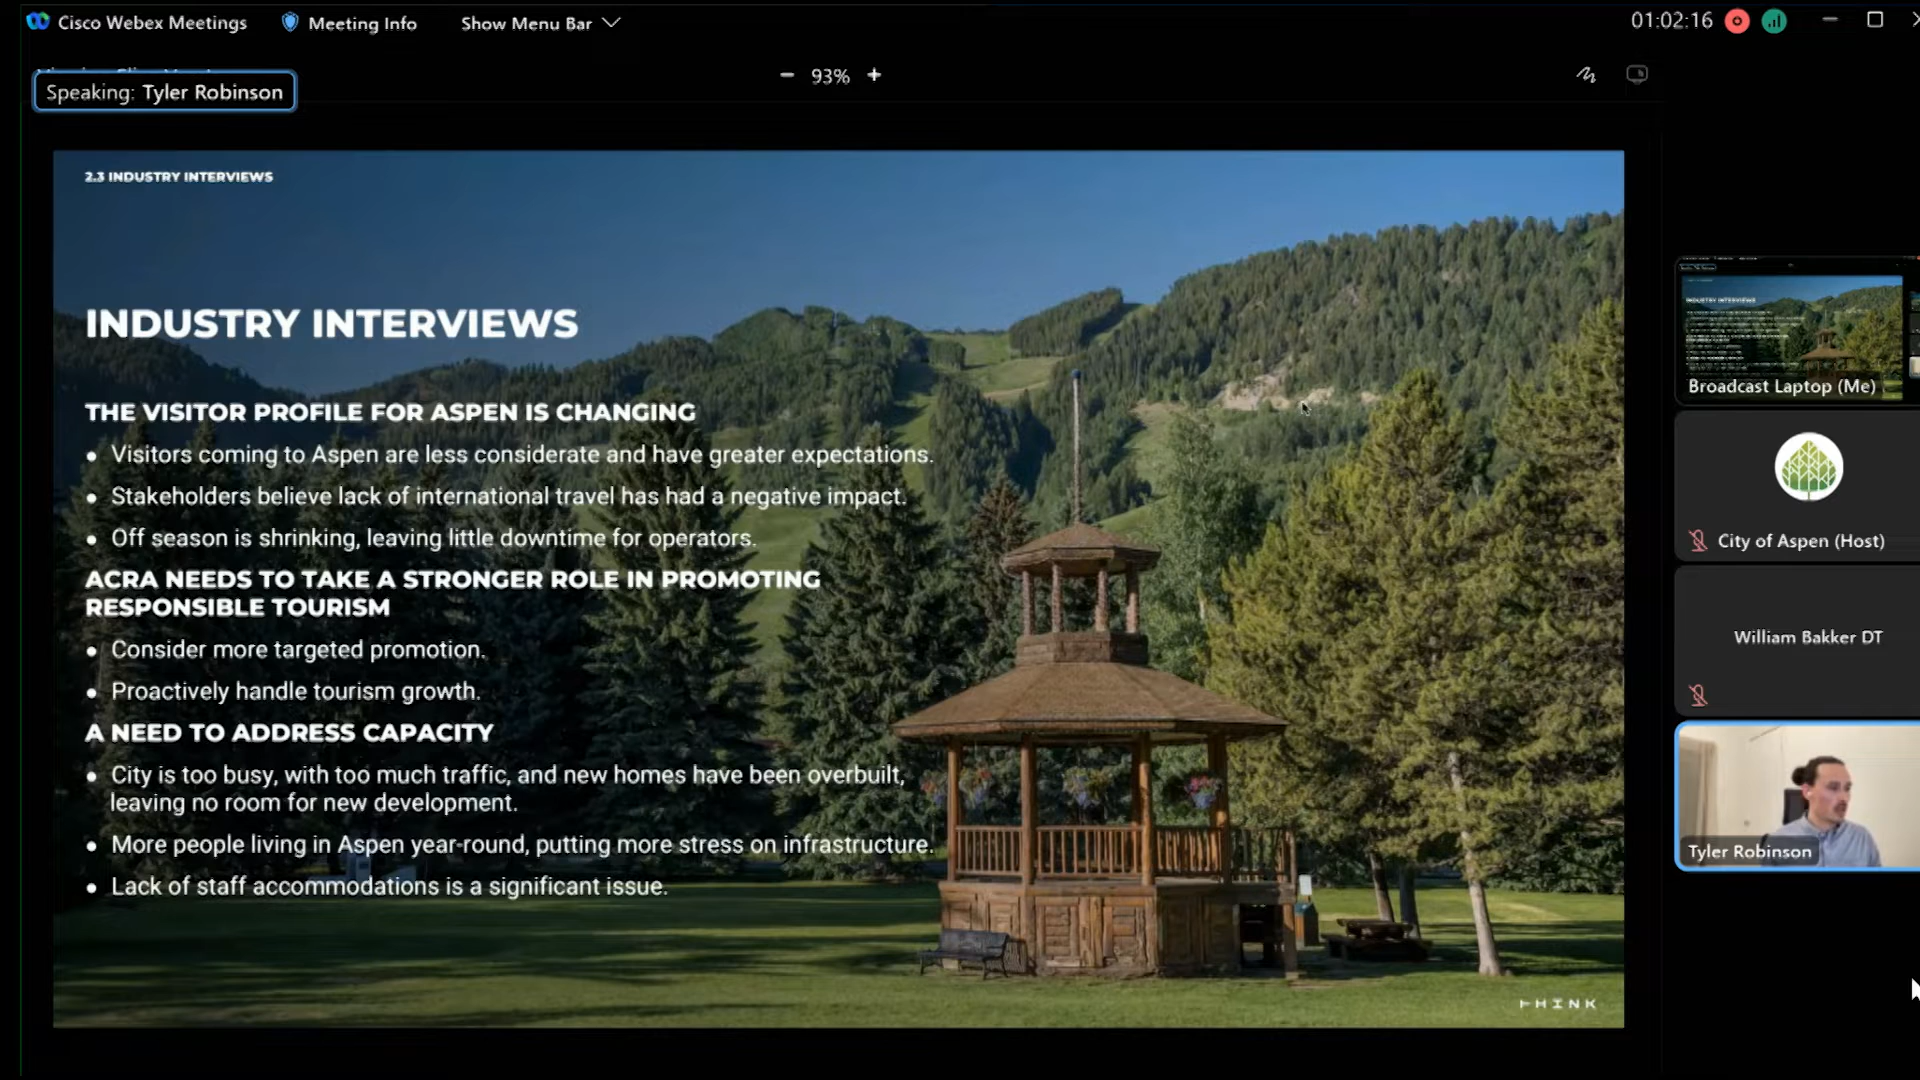 Cisco Webex Meetings
Meeting Info
Show Menu Bar
01:02:16
Speaking: Tyler Robinson
93%
2.3 INDUSTRY INTERVIEWS
INDUSTRY INTERVIEWS
THE VISITOR PROFILE FOR ASPEN IS CHANGING
• Visitors coming to Aspen are less considerate and have greater expectations.
• Stakeholders believe lack of international travel has had a negative impact.
• Off season is shrinking, leaving little downtime for operators.
ACRA NEEDS TO TAKE A STRONGER ROLE IN PROMOTING
RESPONSIBLE TOURISM
• Consider more targeted promotion.
• Proactively handle tourism growth.
A NEED TO ADDRESS CAPACITY
• City is too busy, with too much traffic, and new homes have been overbuilt,
leaving no room for new development.
• More people living in Aspen year-round, putting more stress on infrastructure.
• Lack of staff accommodations is a significant issue.
THINK
Broadcast Laptop (Me)
City of Aspen (Host)
William Bakker DT
Tyler Robinson